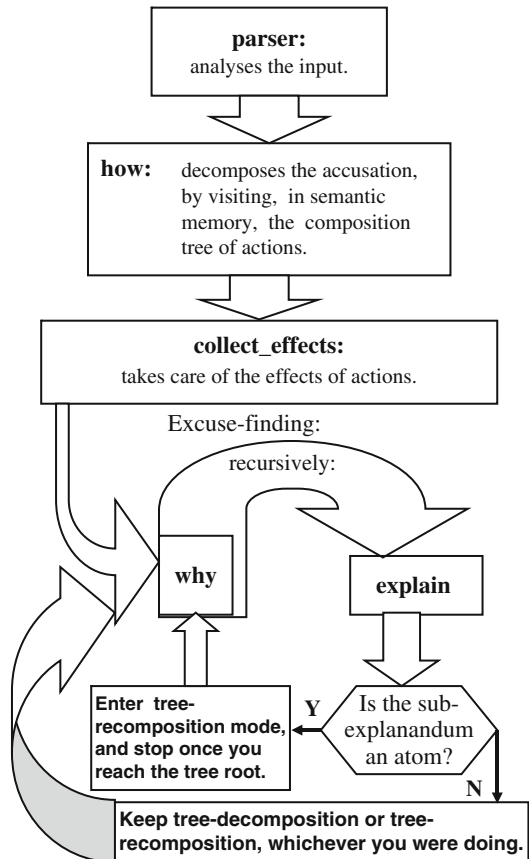 parser:
analyses the input.
how: decomposes the accusation,
by visiting, in semantic
memory, the composition
tree of actions.
collect_effects:
takes care of the effects of actions.
Excuse-finding:
recursively:
why
explain
Is the sub-
explanandum
an atom?
Y
N
Enter tree-
recomposition mode,
and stop once you
reach the tree root.
Keep tree-decomposition or tree-
recomposition, whichever you were doing.